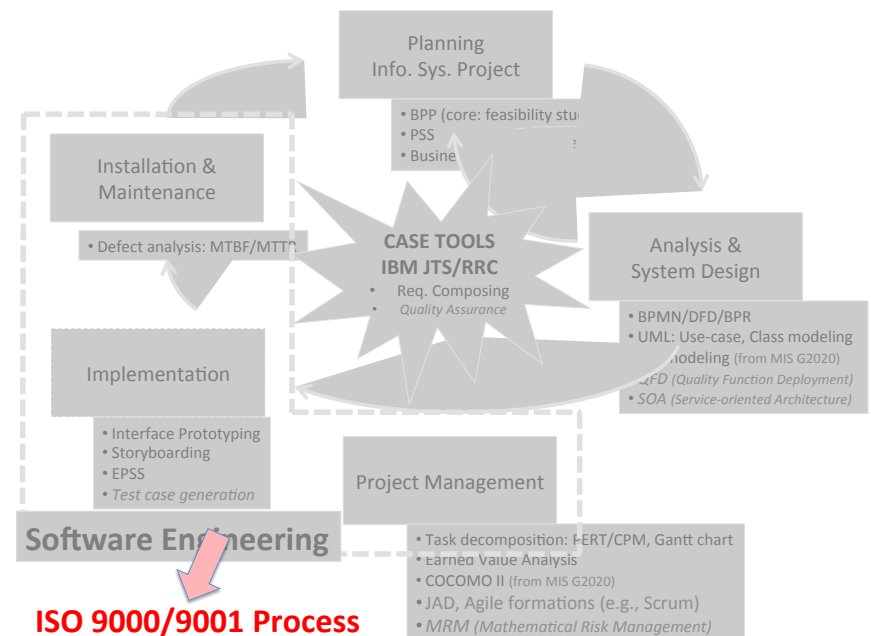 Planning
Info. Sys. Project
• BPP (core: feasibility stu
• PSS
• Busine
Installation &
Maintenance
• Defect analysis: MTBF/MTTR
CASE TOOLS
IBM JTS/RRC
• Req. Composing
• Quality Assurance
Analysis &
System Design
• BPMN/DFD/BPR
• UML: Use-case, Class modeling
modeling (from MIS G2020)
• QFD (Quality Function Deployment)
• SOA (Service-oriented Architecture)
Implementation
• Interface Prototyping
• Storyboarding
• EPSS
• Test case generation
Project Management
• Task decomposition: PERT/CPM, Gantt chart
• Earned Value Analysis
• COCOMO II (from MIS G2020)
• JAD, Agile formations (e.g., Scrum)
• MRM (Mathematical Risk Management)
Software Engineering
ISO 9000/9001 Process